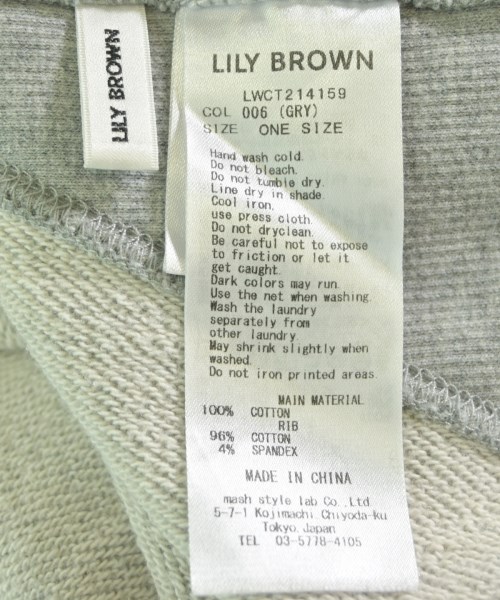 LILY BROWN
LILY BROWN
LWCT214159
COL 006 (GRY)
SIZE ONE SIZE
Hand wash cold.
Do not bleach.
Do not tumble dry.
Line dry in shade.
Cool iron.
use press cloth.
Do not dryclean.
Be careful not to expose
to friction or let it
get caught.
Dark colors may run.
Use the net when washing.
Wash the laundry
separately from
other laundry.
May shrink slightly when
washed.
Do not iron printed areas.
MAIN MATERIAL
100% COTTON
RIB
96% COTTON
4% SPANDEX
MADE IN CHINA
mash style lab Co.,Ltd
5-7-1 Kojimachi Chiyoda-ku
Tokyo.Japan
TEL 03-5778-4105